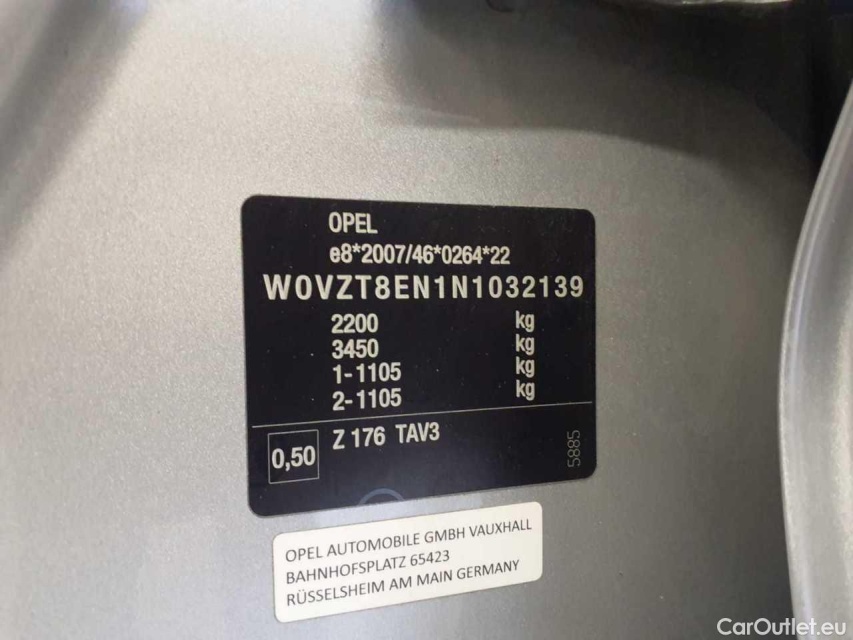 OPEL
e8*2007/46*0264*22
W0VZT8EN1N1032139
2200 kg
3450 kg
1-1105 kg
2-1105 kg
0,50 Z 176 TAV3
5885
OPEL AUTOMOBILE GMBH VAUXHALL
BAHNHOFSPLATZ 65423
RÜSSELSHEIM AM MAIN GERMANY
CarOutlet.eu